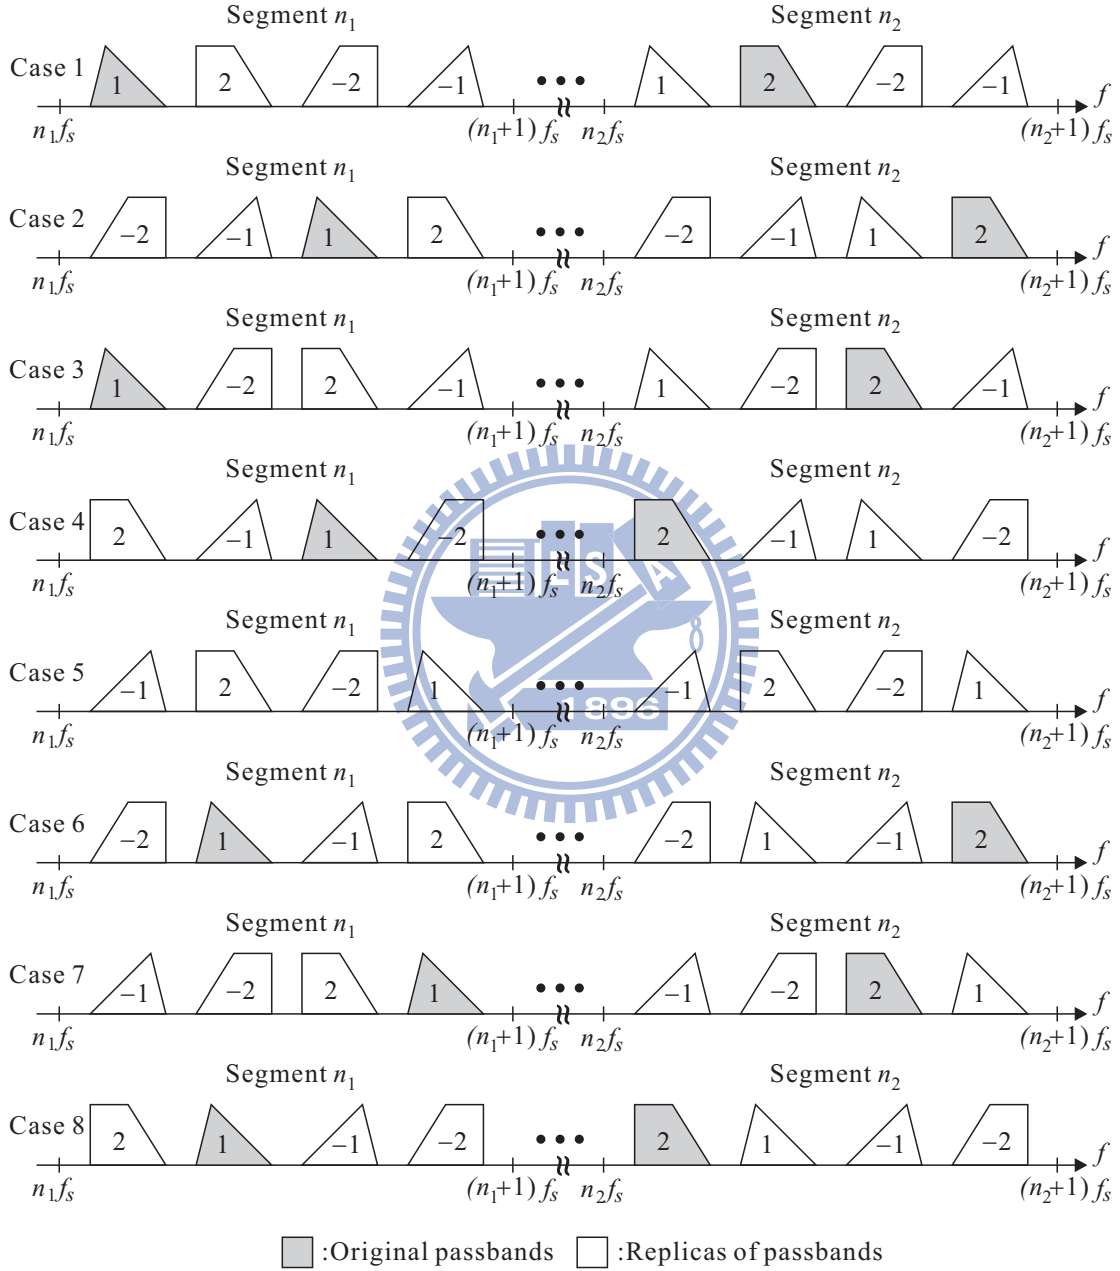 Segment n₁ Segment n₂
Case 1 1 2 −2 −1 1 2 −2 −1 f
n₁fₛ (n₁+1) fₛ n₂fₛ (n₂+1) fₛ
Segment n₁ Segment n₂
Case 2 −2 −1 1 2 −2 −1 1 2 f
n₁fₛ (n₁+1) fₛ n₂fₛ (n₂+1) fₛ
Segment n₁ Segment n₂
Case 3 1 −2 2 −1 1 −2 2 −1 f
n₁fₛ (n₁+1) fₛ n₂fₛ (n₂+1) fₛ
Segment n₁ Segment n₂
Case 4 2 −1 1 −2 2 −1 1 −2 f
n₁fₛ (n₁+1) fₛ n₂fₛ (n₂+1) fₛ
E S A
Segment n₁ Segment n₂
Case 5 −1 2 −2 1 −1 2 −2 1 f
n₁fₛ (n₁+1) fₛ n₂fₛ (n₂+1) fₛ
1896
Segment n₁ Segment n₂
Case 6 −2 1 −1 2 −2 1 −1 2 f
n₁fₛ (n₁+1) fₛ n₂fₛ (n₂+1) fₛ
Segment n₁ Segment n₂
Case 7 −1 −2 2 1 −1 −2 2 1 f
n₁fₛ (n₁+1) fₛ n₂fₛ (n₂+1) fₛ
Segment n₁ Segment n₂
Case 8 2 1 −1 −2 2 1 −1 −2 f
n₁fₛ (n₁+1) fₛ n₂fₛ (n₂+1) fₛ
:Original passbands :Replicas of passbands